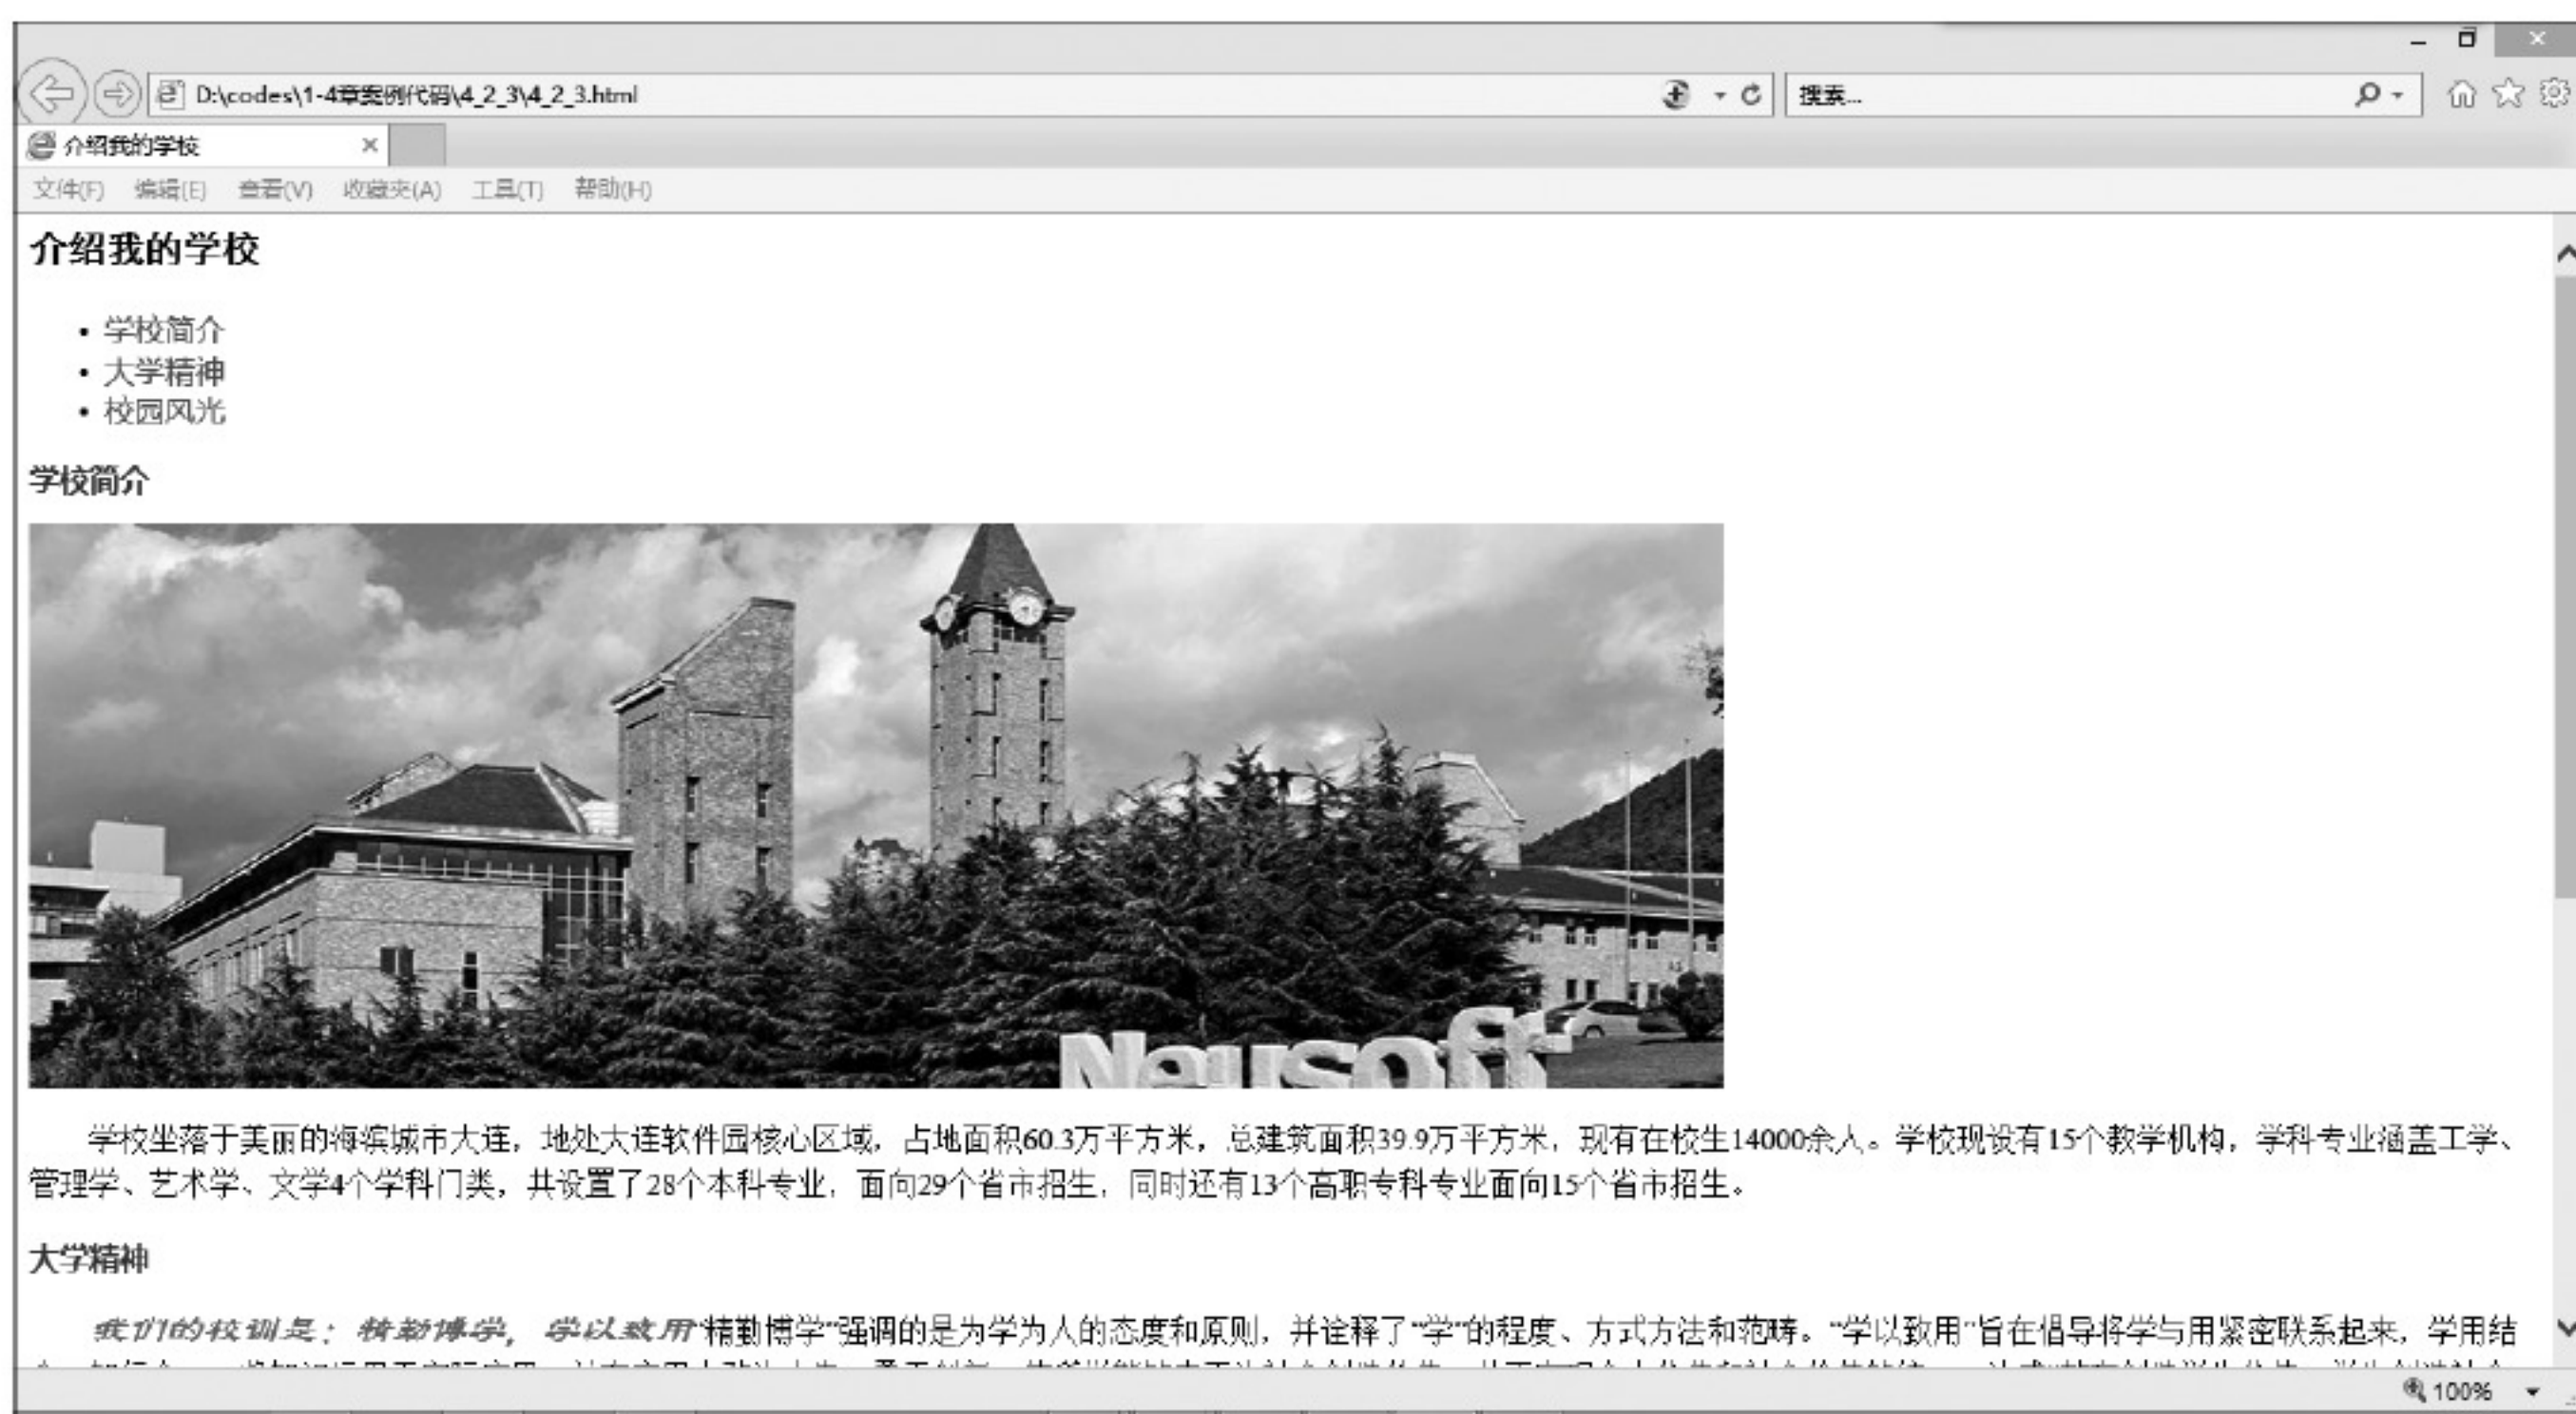 D:\codes\1-4章案例代码\4_2_3\4_2_3.html
搜索...
介绍我的学校
文件(F) 编辑(E) 查看(V) 收藏夹(A) 工具(T) 帮助(H)
介绍我的学校
• 学校简介
• 大学精神
• 校园风光
学校简介
Neusoft
学校坐落于美丽的海滨城市大连，地处大连软件园核心区域，占地面积60.3万平方米，总建筑面积39.9万平方米，现有在校生14000余人。学校现设有15个教学机构，学科专业涵盖工学、
管理学、艺术学、文学4个学科门类，共设置了28个本科专业，面向29个省市招生，同时还有13个高职专科专业面向15个省市招生。
大学精神
我们的校训是：精勤博学，学以致用“精勤博学”强调的是为学为人的态度和原则，并诠释了“学”的程度、方式方法和范畴。“学以致用”旨在倡导将学与用紧密联系起来，学用结
100%